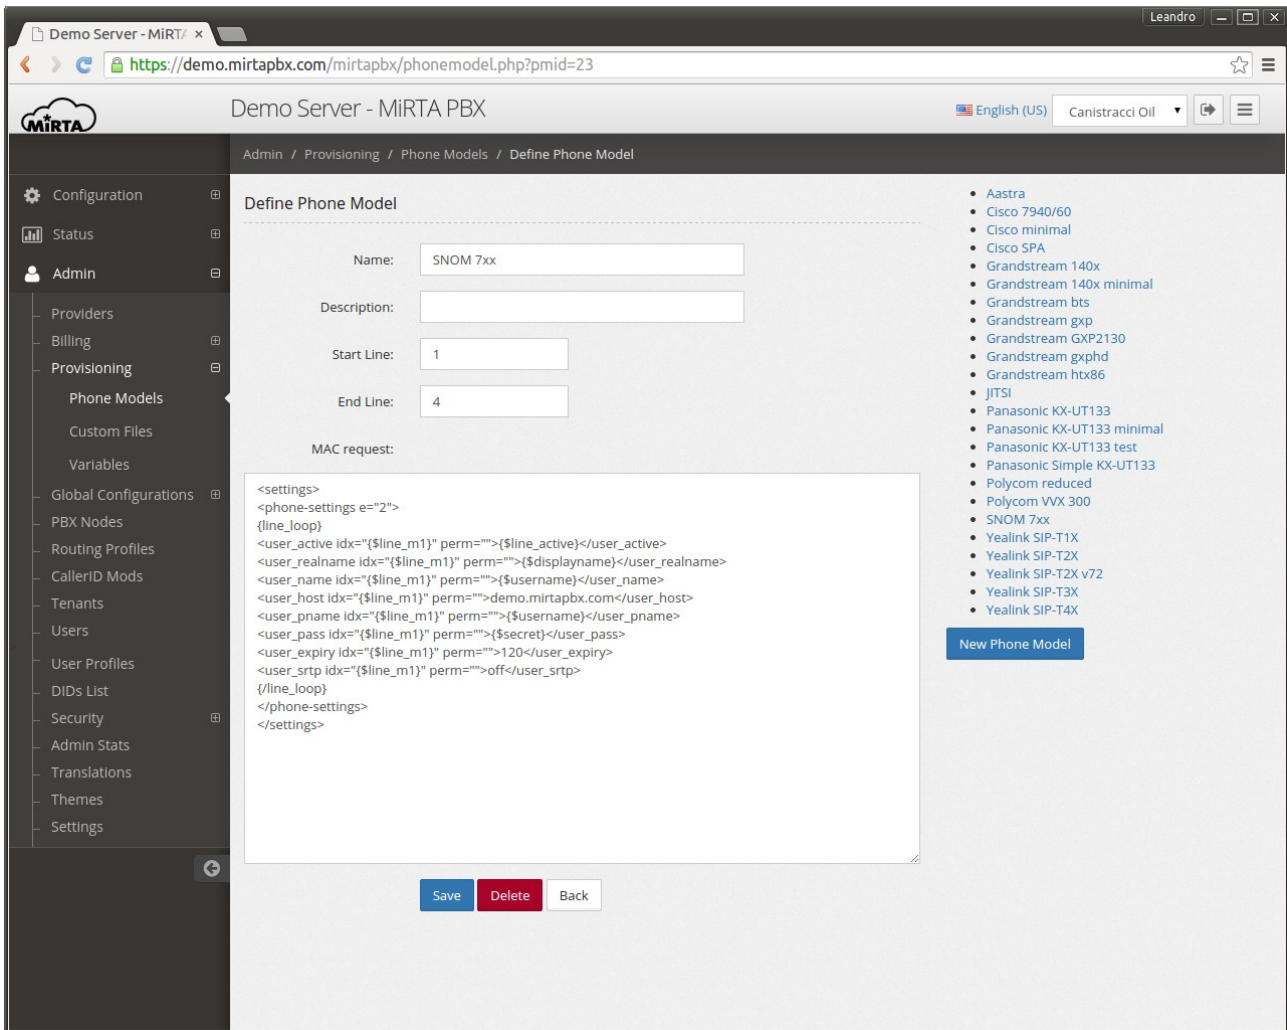 Leandro
Demo Server - MiRTA
https://demo.mirtapbx.com/mirtapbx/phonemodel.php?pmid=23
MiRTA
Demo Server - MiRTA PBX
English (US)
Canistracci Oil
Admin / Provisioning / Phone Models / Define Phone Model
Configuration
Status
Admin
Providers
Billing
Provisioning
Phone Models
Custom Files
Variables
Global Configurations
PBX Nodes
Routing Profiles
CallerID Mods
Tenants
Users
User Profiles
DIDs List
Security
Admin Stats
Translations
Themes
Settings
Define Phone Model
Name:
SNOM 7xx
Description:
Start Line:
1
End Line:
4
MAC request:
<settings>
<phone-settings e="2">
{line_loop}
<user_active idx="{$line_m1}" perm="">{$line_active}</user_active>
<user_realname idx="{$line_m1}" perm="">{$displayname}</user_realname>
<user_name idx="{$line_m1}" perm="">{$username}</user_name>
<user_host idx="{$line_m1}" perm="">demo.mirtapbx.com</user_host>
<user_pname idx="{$line_m1}" perm="">{$username}</user_pname>
<user_pass idx="{$line_m1}" perm="">{$secret}</user_pass>
<user_expiry idx="{$line_m1}" perm="">120</user_expiry>
<user_srtp idx="{$line_m1}" perm="">off</user_srtp>
{/line_loop}
</phone-settings>
</settings>
Save
Delete
Back
Aastra
Cisco 7940/60
Cisco minimal
Cisco SPA
Grandstream 140x
Grandstream 140x minimal
Grandstream bts
Grandstream gxp
Grandstream GXP2130
Grandstream gxphd
Grandstream htx86
JITSI
Panasonic KX-UT133
Panasonic KX-UT133 minimal
Panasonic KX-UT133 test
Panasonic Simple KX-UT133
Polycom reduced
Polycom VVX 300
SNOM 7xx
Yealink SIP-T1X
Yealink SIP-T2X
Yealink SIP-T2X v72
Yealink SIP-T3X
Yealink SIP-T4X
New Phone Model